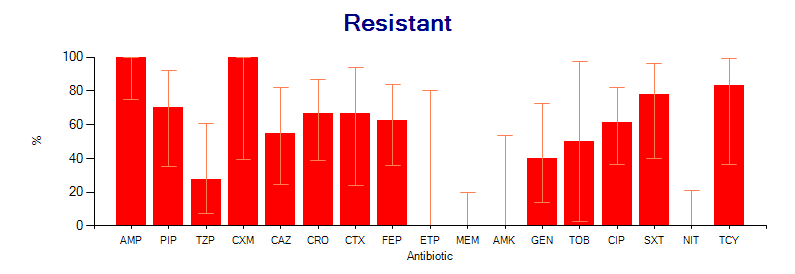 Resistant
100
80
60
40
20
0
%
AMP PIP TZP CXM CAZ CRO CTX FEP ETP MEM AMK GEN TOB CIP SXT NIT TCY
Antibiotic